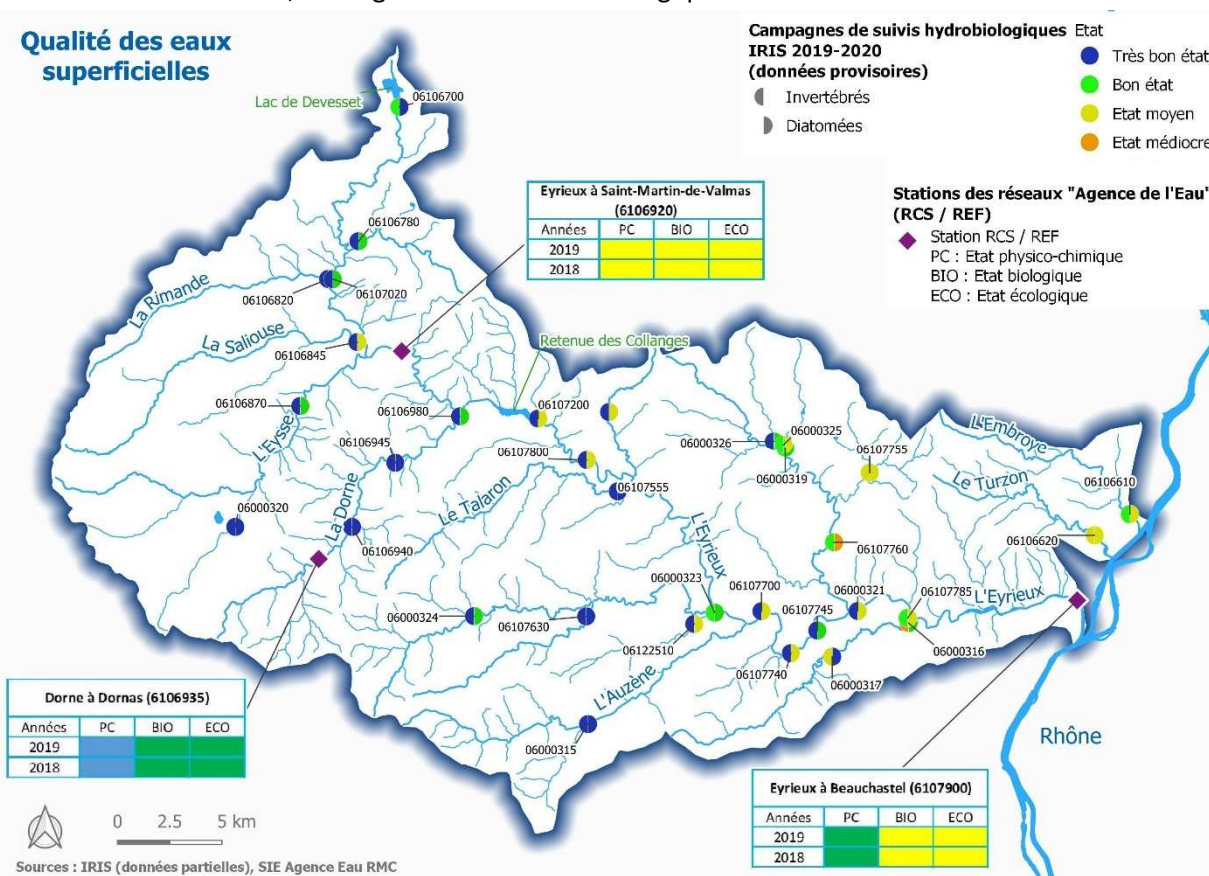 Qualité des eaux
superficielles
Campagnes de suivis hydrobiologiques
IRIS 2019-2020
(données provisoires)
Invertébrés
Diatomées
Etat
Très bon état
Bon état
Etat moyen
Etat médiocre
Stations des réseaux "Agence de l'Eau"
(RCS / REF)
Station RCS / REF
PC : Etat physico-chimique
BIO : Etat biologique
ECO : Etat écologique
Lac de Devesset
06106700
Eyrieux à Saint-Martin-de-Valmas
(6106920)
Années PC BIO ECO
2019
2018
06106780
06106820
06107020
La Rimande
La Saliouse
06106845
Retenue des Collanges
06106870
L'Eysse
06106980
06107200
06106945
06107800
06000326
06000325
06000319
06107755
L'Embroye
Le Turzon
06106610
06106620
Le Talaron
06107555
06000320
La Dorne
06106940
L'Eyrieux
06107760
06000323
06107700
06000321
06107745
06107785
L'Eyrieux
06000324
06107630
06122510
06107740
06000317
06000316
L'Auzène
06000315
Rhône
Dorne à Dornas (6106935)
Années PC BIO ECO
2019
2018
Eyrieux à Beauchastel (6107900)
Années PC BIO ECO
2019
2018
0 2.5 5 km
Sources : IRIS (données partielles), SIE Agence Eau RMC